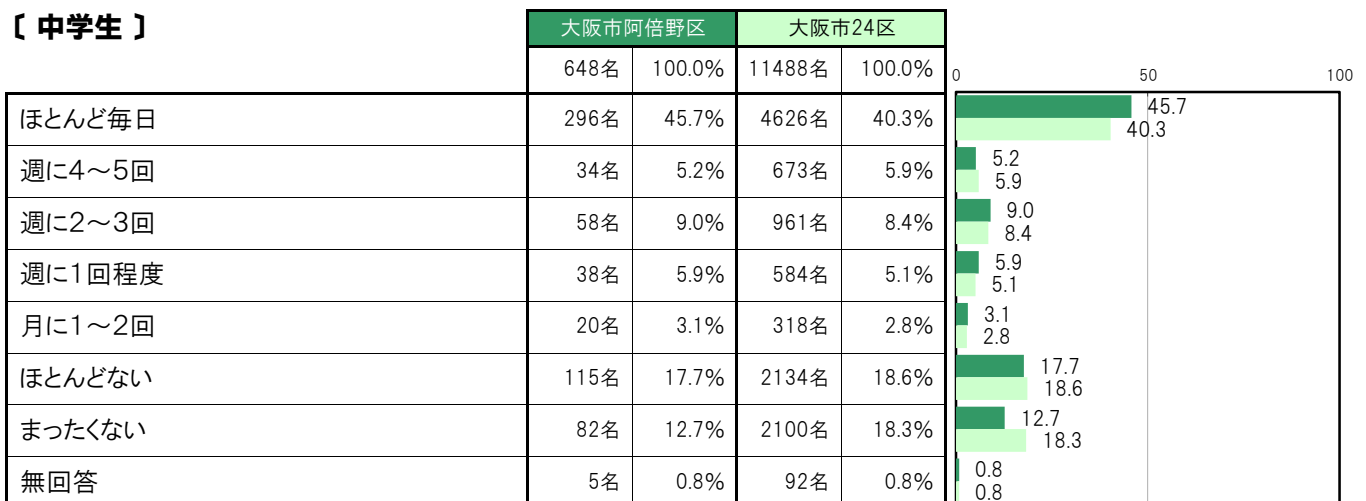 〔 中学生 〕
大阪市阿倍野区 大阪市24区
648名 100.0% 11488名 100.0% 0 50 100
ほとんど毎日 296名 45.7% 4626名 40.3% 45.7
40.3
週に4～5回 34名 5.2% 673名 5.9% 5.2
5.9
週に2～3回 58名 9.0% 961名 8.4% 9.0
8.4
週に1回程度 38名 5.9% 584名 5.1% 5.9
5.1
月に1～2回 20名 3.1% 318名 2.8% 3.1
2.8
ほとんどない 115名 17.7% 2134名 18.6% 17.7
18.6
まったくない 82名 12.7% 2100名 18.3% 12.7
18.3
無回答 5名 0.8% 92名 0.8% 0.8
0.8